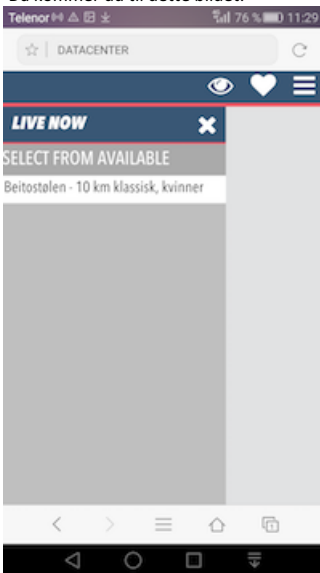 Telenor 76 % 11:29
DATACENTER
LIVE NOW
SELECT FROM AVAILABLE
Beitostølen - 10 km klassisk, kvinner